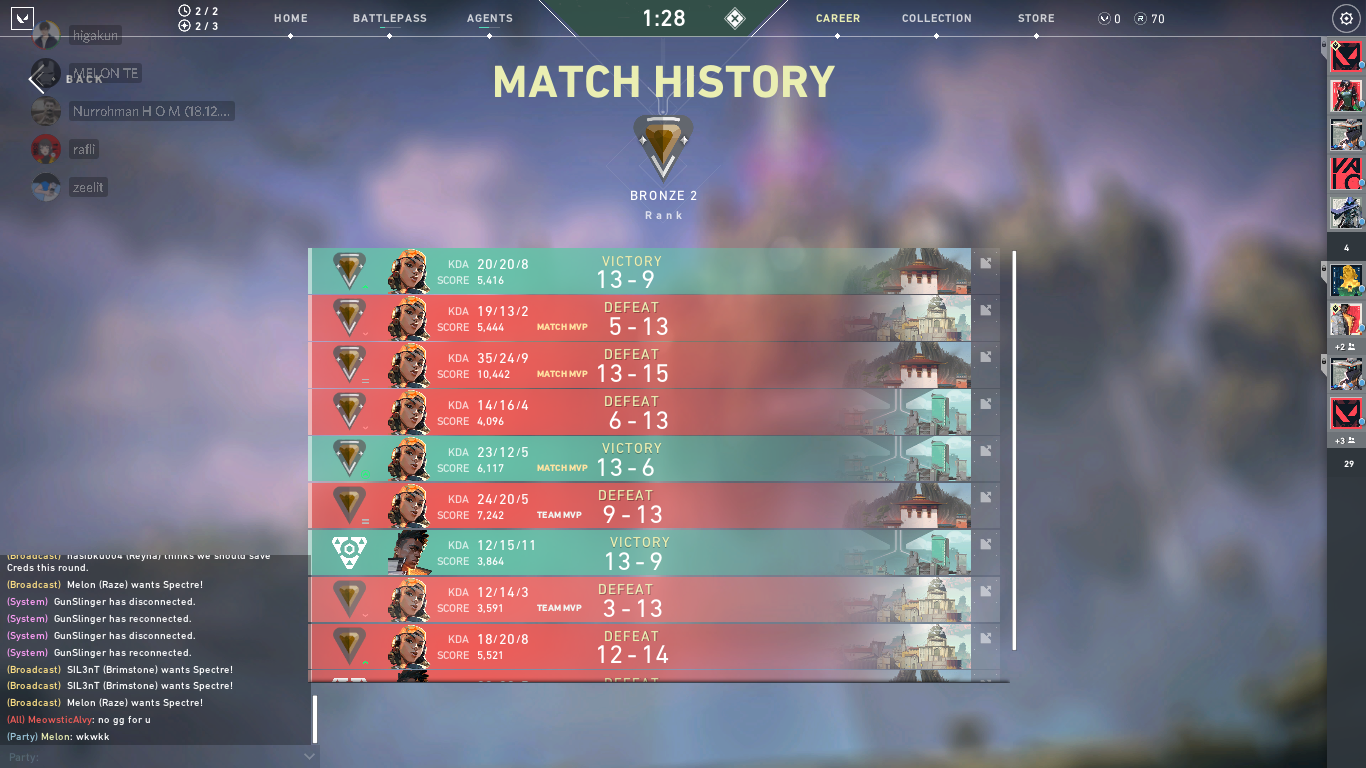 2 / 2
2 / 3
HOME
BATTLEPASS
AGENTS
1:28
CAREER
COLLECTION
STORE
0
R 70
higakun
MELON TE
BACK
Nurrohman H O M (18.12....
rafli
zeelit
MATCH HISTORY
BRONZE 2
Rank
KDA 20/20/8
SCORE 5,416
VICTORY
13 - 9
KDA 19/13/2
SCORE 5,444
MATCH MVP
DEFEAT
5 - 13
KDA 35/24/9
SCORE 10,442
MATCH MVP
DEFEAT
13 - 15
KDA 14/16/4
SCORE 4,096
DEFEAT
6 - 13
KDA 23/12/5
SCORE 6,117
MATCH MVP
VICTORY
13 - 6
KDA 24/20/5
SCORE 7,242
TEAM MVP
DEFEAT
9 - 13
KDA 12/15/11
SCORE 3,864
VICTORY
13 - 9
KDA 12/14/3
SCORE 3,591
TEAM MVP
DEFEAT
3 - 13
KDA 18/20/8
SCORE 5,521
DEFEAT
12 - 14
DEFEAT
4
+2
+3
29
(Broadcast) hasibku004 (Reyna) thinks we should save
Creds this round.
(Broadcast) Melon (Raze) wants Spectre!
(System) GunSlinger has disconnected.
(System) GunSlinger has reconnected.
(System) GunSlinger has disconnected.
(System) GunSlinger has reconnected.
(Broadcast) SIL3nT (Brimstone) wants Spectre!
(Broadcast) SIL3nT (Brimstone) wants Spectre!
(Broadcast) Melon (Raze) wants Spectre!
(All) MeowsticAlvy: no gg for u
(Party) Melon: wkwkk
Party: